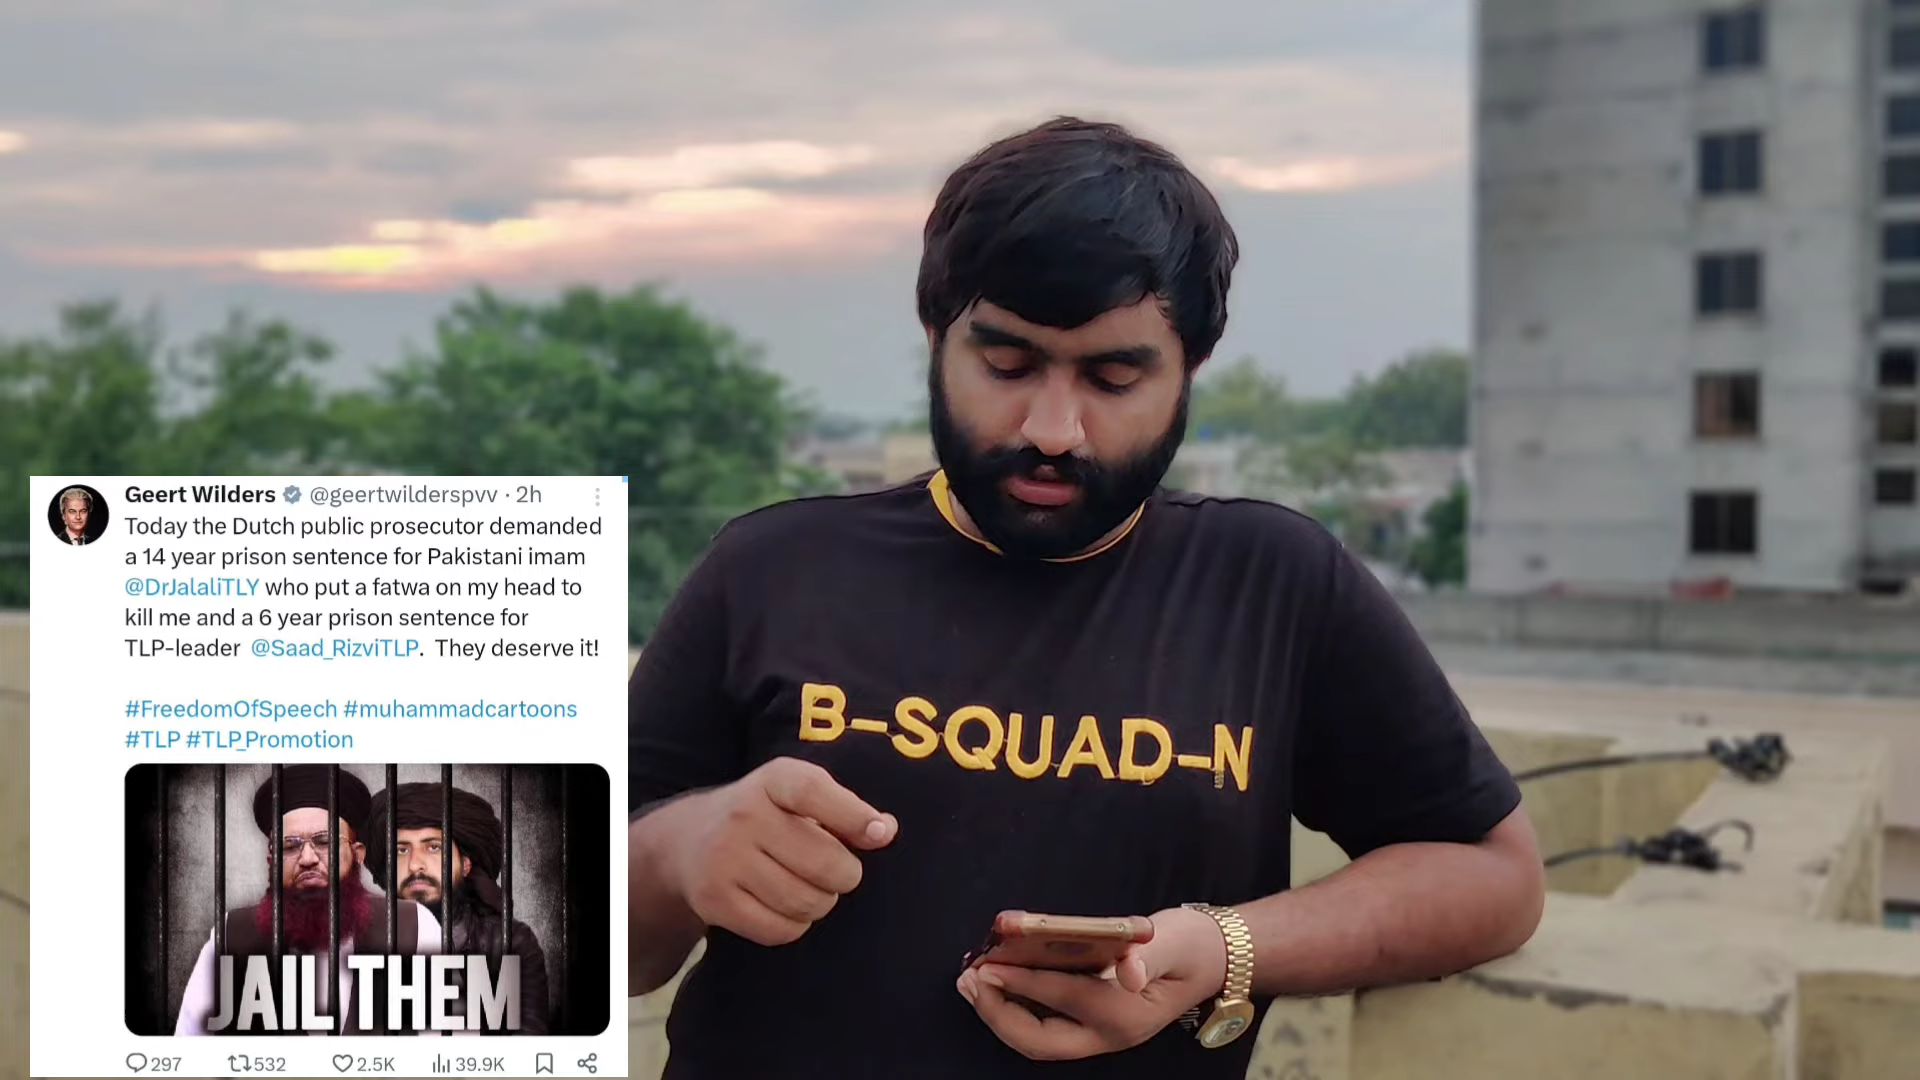 Geert Wilders @geertwilderspvv · 2h
Today the Dutch public prosecutor demanded
a 14 year prison sentence for Pakistani imam
@DrJalaliTLY who put a fatwa on my head to
kill me and a 6 year prison sentence for
TLP-leader @Saad_RizviTLP. They deserve it!
#FreedomOfSpeech #muhammadcartoons
#TLP #TLP_Promotion
JAIL THEM
297 532 2.5K 39.9K
B-SQUAD-N